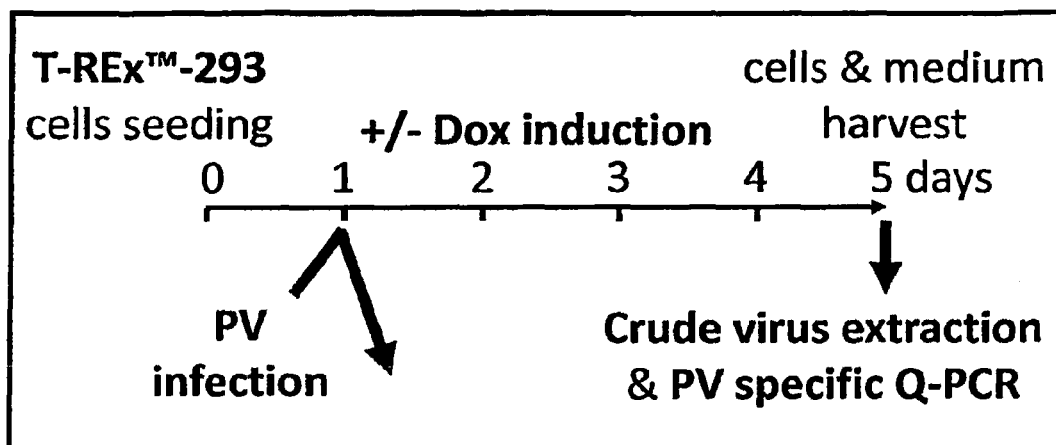 T-REx™-293
cells seeding
+/- Dox induction
cells & medium
harvest
0 1 2 3 4 5 days
PV
infection
Crude virus extraction
& PV specific Q-PCR